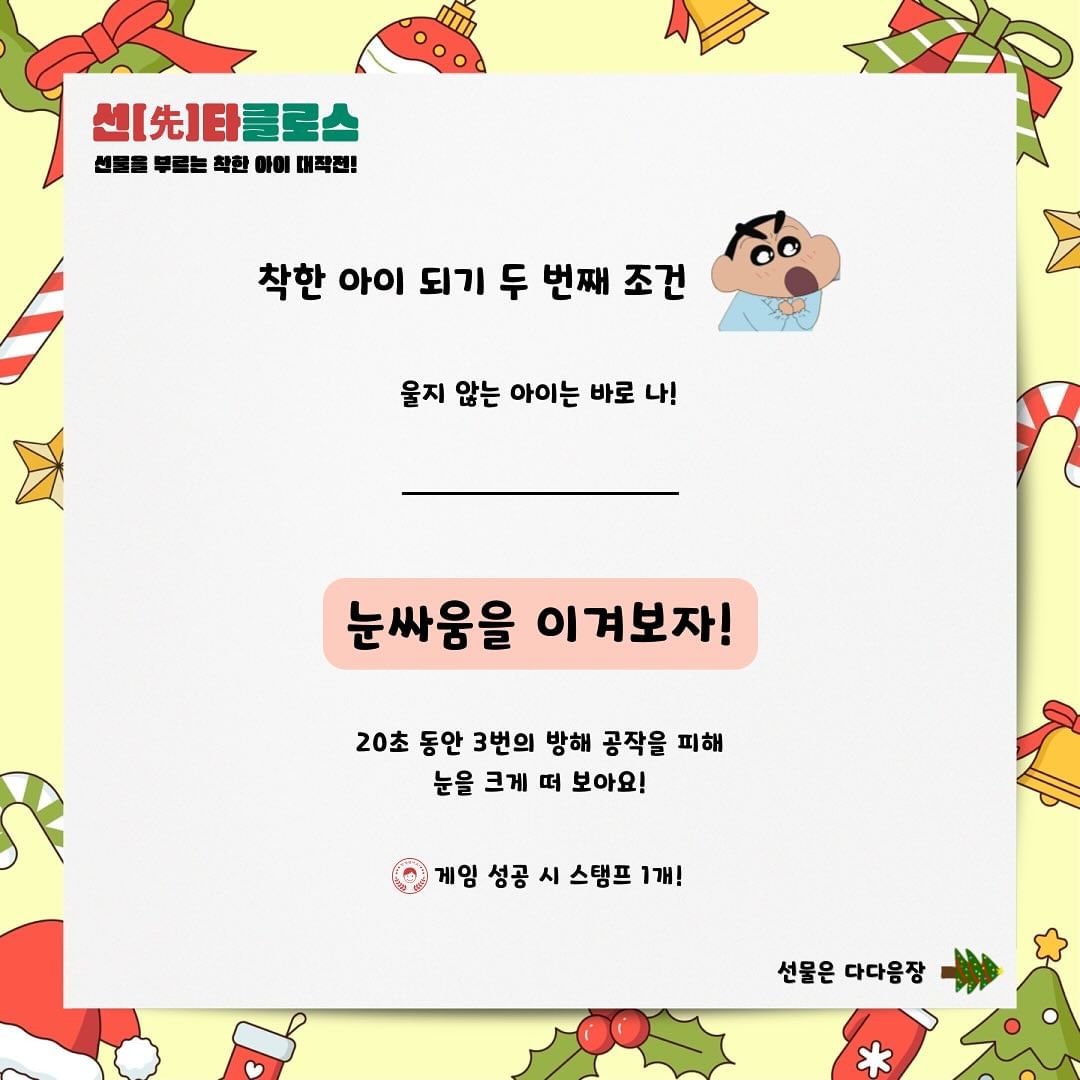 선[先]타클로스
선물을 부르는 착한 아이 대작전!
착한 아이 되기 두 번째 조건
울지 않는 아이는 바로 나!
눈싸움을 이겨보자!
20초 동안 3번의 방해 공작을 피해
눈을 크게 떠 보아요!
게임 성공 시 스탬프 1개!
선물은 다다음장